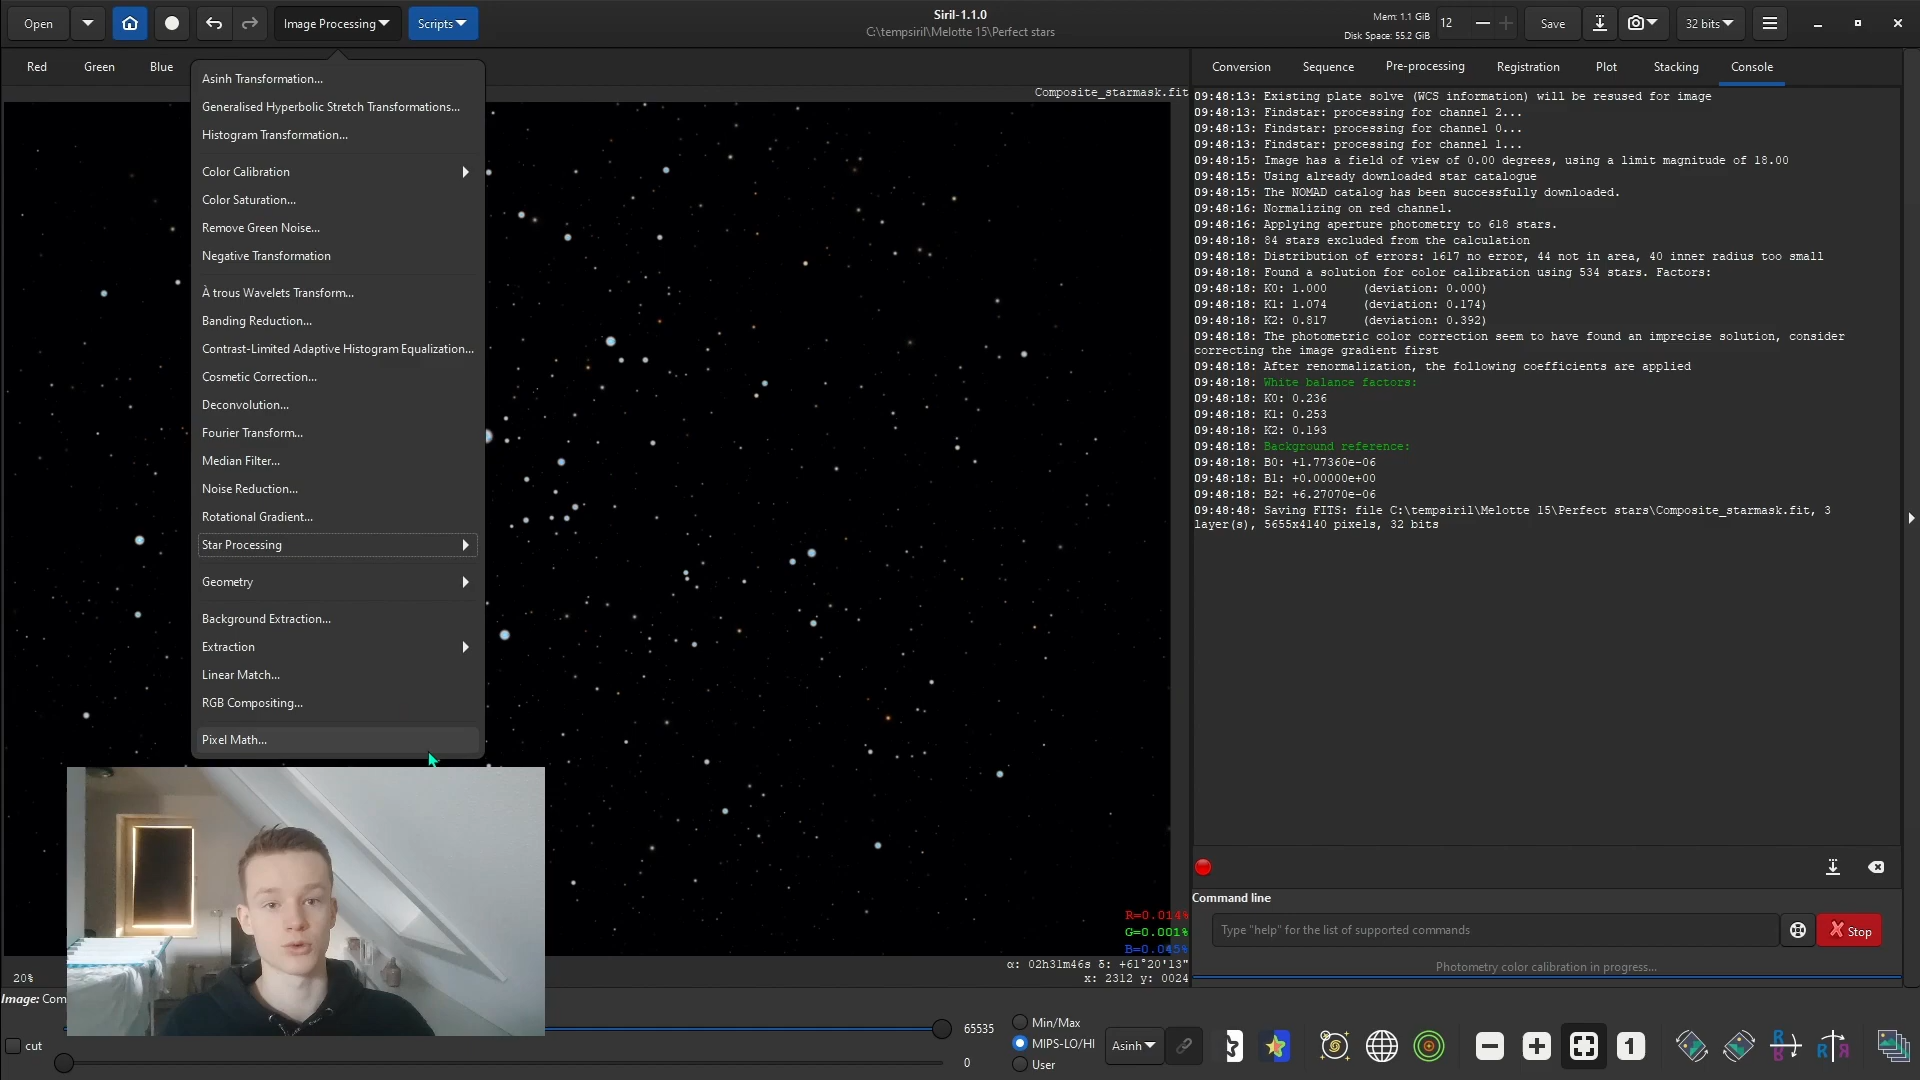 Open
Image Processing
Scripts
Siril-1.1.0
C:\tempsiril\Melotte 15\Perfect stars
Mem: 1.1 GiB
Disk Space: 55.2 GiB
12
Save
32 bits
Red
Green
Blue
Composite_starmask.fit
Asinh Transformation...
Generalised Hyperbolic Stretch Transformations...
Histogram Transformation...
Color Calibration
Color Saturation...
Remove Green Noise...
Negative Transformation
À trous Wavelets Transform...
Banding Reduction...
Contrast-Limited Adaptive Histogram Equalization...
Cosmetic Correction...
Deconvolution...
Fourier Transform...
Median Filter...
Noise Reduction...
Rotational Gradient...
Star Processing
Geometry
Background Extraction...
Extraction
Linear Match...
RGB Compositing...
Pixel Math...
Conversion
Sequence
Pre-processing
Registration
Plot
Stacking
Console
09:48:13: Existing plate solve (WCS information) will be resused for image
09:48:13: Findstar: processing for channel 2...
09:48:13: Findstar: processing for channel 0...
09:48:13: Findstar: processing for channel 1...
09:48:15: Image has a field of view of 0.00 degrees, using a limit magnitude of 18.00
09:48:15: Using already downloaded star catalogue
09:48:15: The NOMAD catalog has been successfully downloaded.
09:48:16: Normalizing on red channel.
09:48:16: Applying aperture photometry to 618 stars.
09:48:18: 84 stars excluded from the calculation
09:48:18: Distribution of errors: 1617 no error, 44 not in area, 40 inner radius too small
09:48:18: Found a solution for color calibration using 534 stars. Factors:
09:48:18: K0: 1.000 (deviation: 0.000)
09:48:18: K1: 1.074 (deviation: 0.174)
09:48:18: K2: 0.817 (deviation: 0.392)
09:48:18: The photometric color correction seem to have found an imprecise solution, consider
correcting the image gradient first
09:48:18: After renormalization, the following coefficients are applied
09:48:18: White balance factors:
09:48:18: K0: 0.236
09:48:18: K1: 0.253
09:48:18: K2: 0.193
09:48:18: Background reference:
09:48:18: B0: +1.77360e-06
09:48:18: B1: +0.00000e+00
09:48:18: B2: +6.27070e-06
09:48:48: Saving FITS: file C:\tempsiril\Melotte 15\Perfect stars\Composite_starmask.fit, 3
layer(s), 5655x4140 pixels, 32 bits
Command line
Type "help" for the list of supported commands
Stop
Photometry color calibration in progress...
R=0.014%
G=0.001%
B=0.045%
α: 02h31m46s δ: +61°20'13"
x: 2312 y: 0024
20%
Image: Com
cut
65535
0
Min/Max
MIPS-LO/HI
User
Asinh
1
R
R
R R